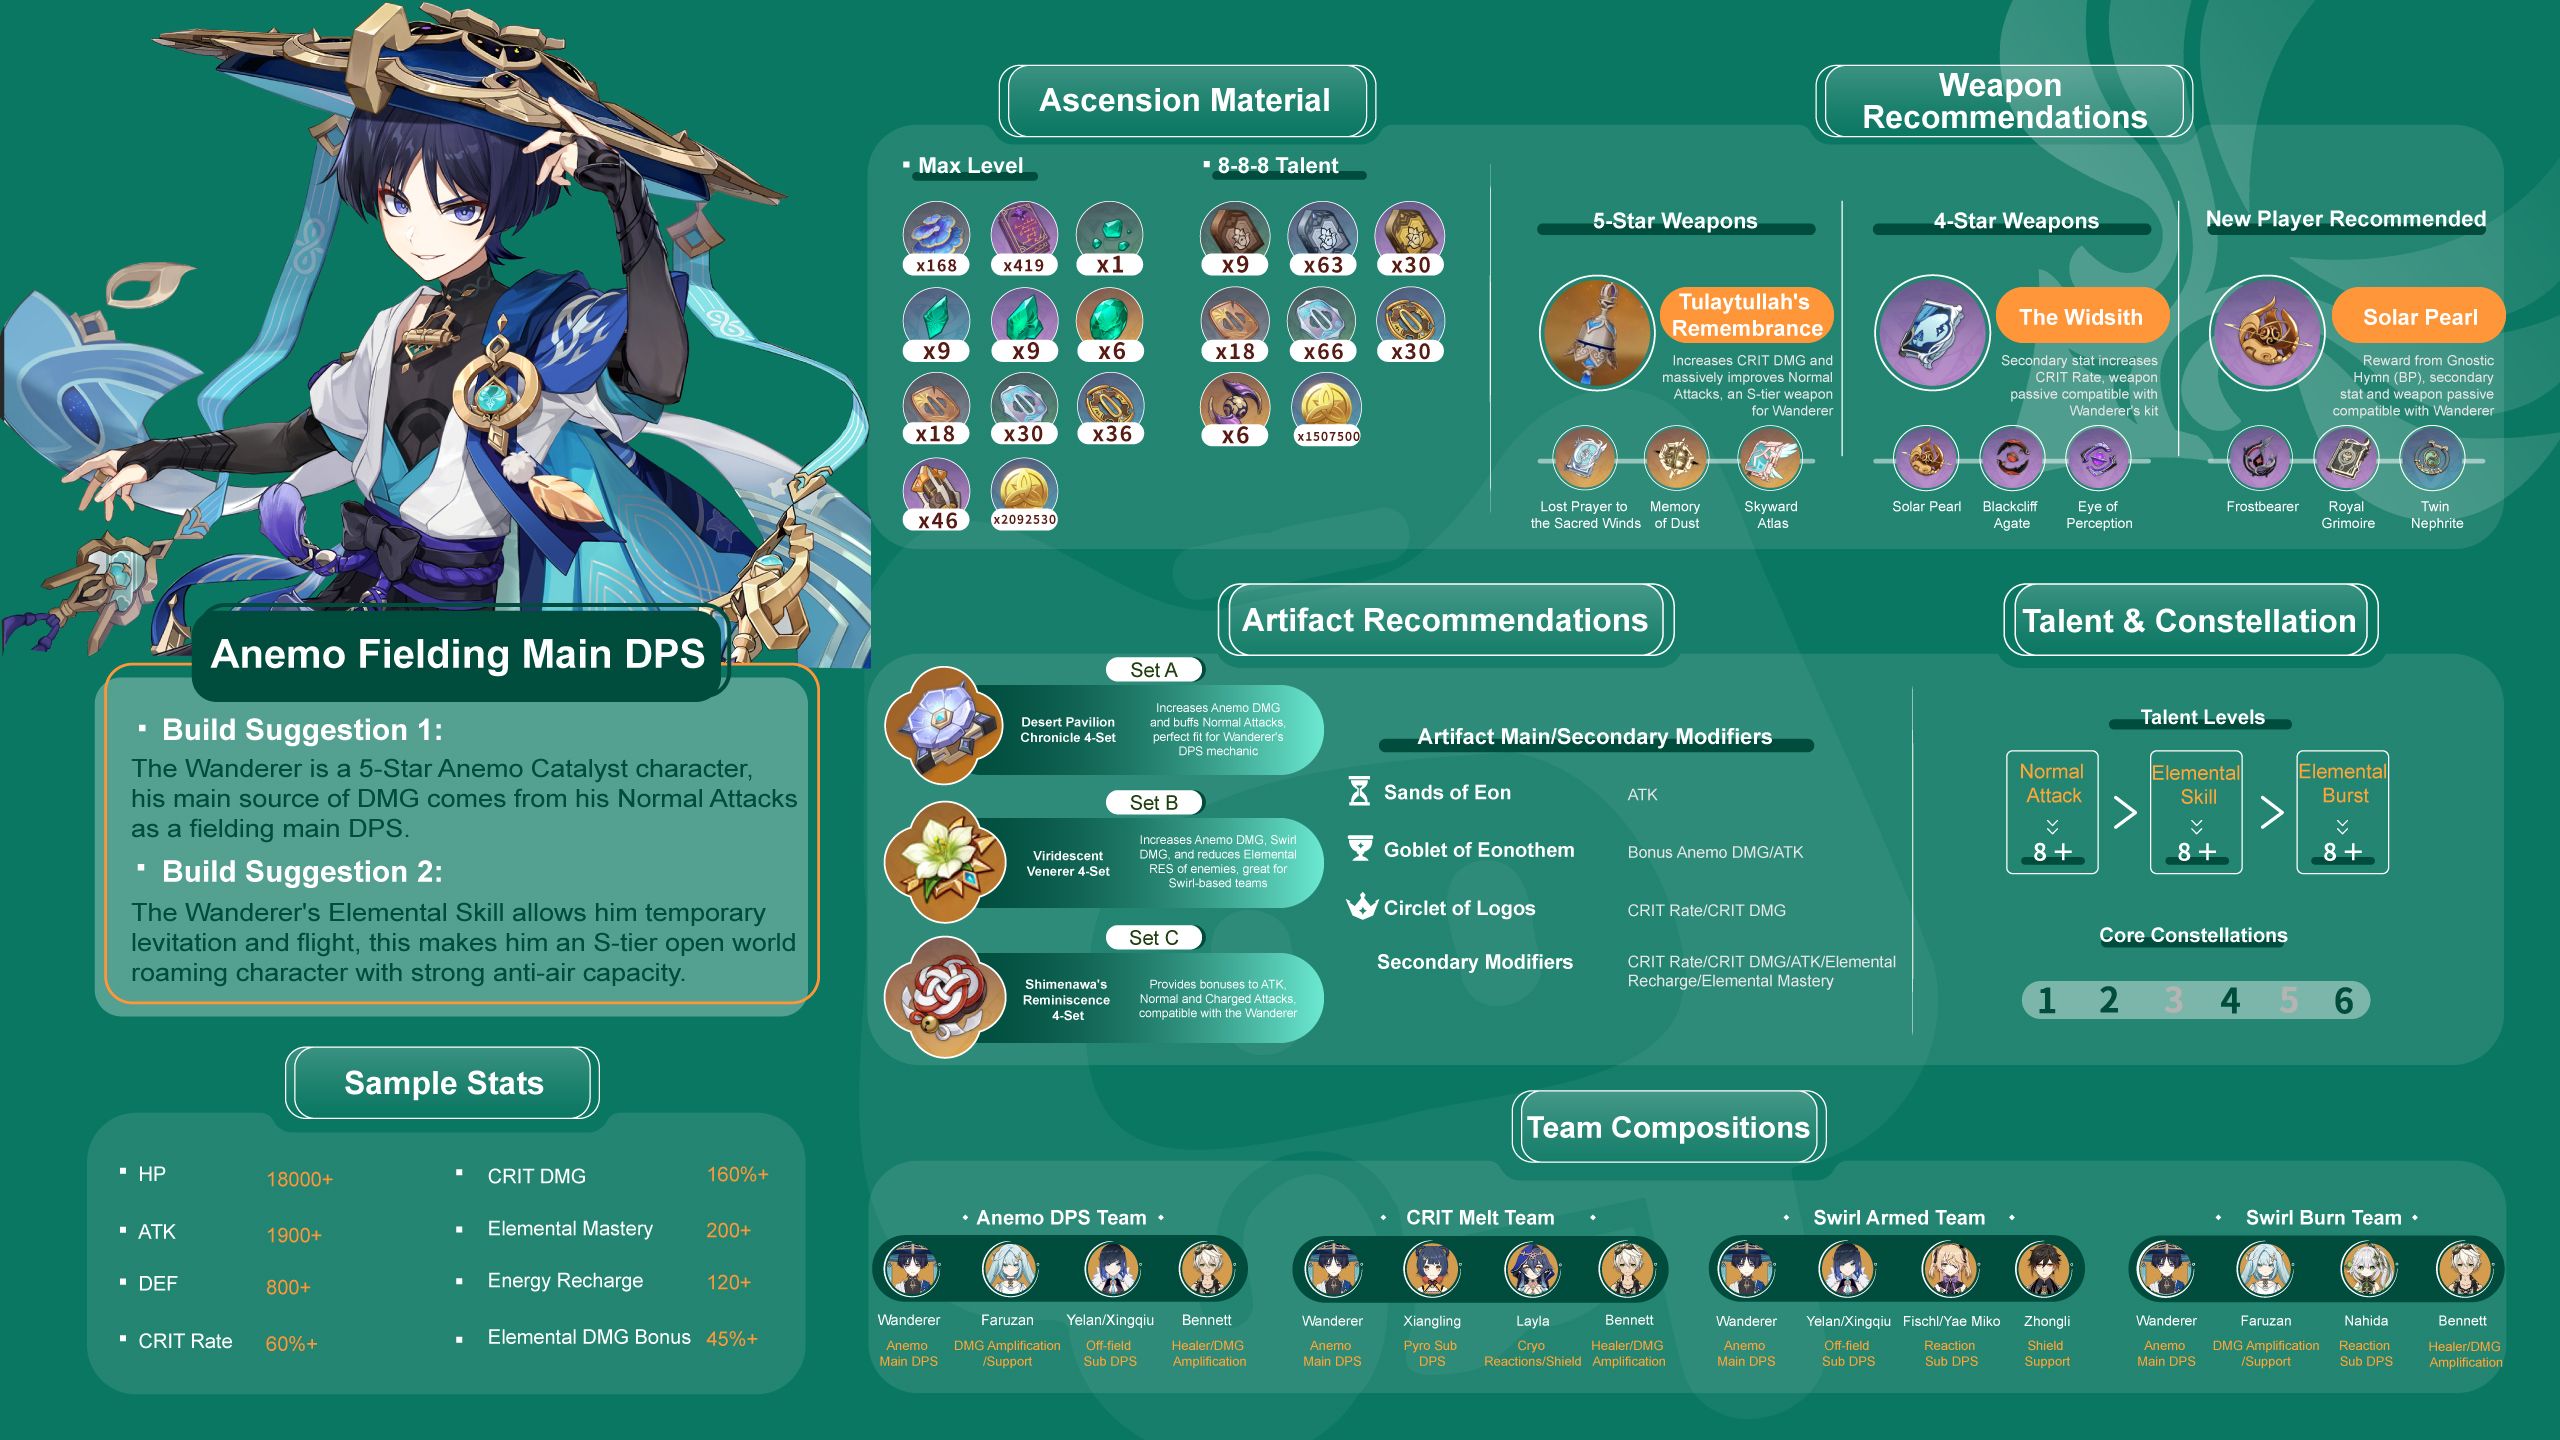 Anemo Fielding Main DPS
Build Suggestion 1:
The Wanderer is a 5-Star Anemo Catalyst character,
his main source of DMG comes from his Normal Attacks
as a fielding main DPS.
Build Suggestion 2:
The Wanderer's Elemental Skill allows him temporary
levitation and flight, this makes him an S-tier open world
roaming character with strong anti-air capacity.
Sample Stats
HP 18000+
ATK 1900+
DEF 800+
CRIT Rate 60%+
CRIT DMG 160%+
Elemental Mastery 200+
Energy Recharge 120+
Elemental DMG Bonus 45%+
Ascension Material
Max Level
x168 x419 x1
x9 x9 x6
x18 x30 x36
x46 x2092530
8-8-8 Talent
x9 x63 x30
x18 x66 x30
x6 x1507500
Weapon
Recommendations
5-Star Weapons
Tulaytullah's
Remembrance
Increases CRIT DMG and
massively improves Normal
Attacks, an S-tier weapon
for Wanderer
Lost Prayer to
the Sacred Winds
Memory
of Dust
Skyward
Atlas
4-Star Weapons
The Widsith
Secondary stat increases
CRIT Rate, weapon
passive compatible with
Wanderer's kit
Solar Pearl
Blackcliff
Agate
Eye of
Perception
New Player Recommended
Solar Pearl
Reward from Gnostic
Hymn (BP), secondary
stat and weapon passive
compatible with Wanderer
Frostbearer
Royal
Grimoire
Twin
Nephrite
Artifact Recommendations
Set A
Desert Pavilion
Chronicle 4-Set
Increases Anemo DMG
and buffs Normal Attacks,
perfect fit for Wanderer's
DPS mechanic
Set B
Viridescent
Venerer 4-Set
Increases Anemo DMG, Swirl
DMG, and reduces Elemental
RES of enemies, great for
Swirl-based teams
Set C
Shimenawa's
Reminiscence
4-Set
Provides bonuses to ATK,
Normal and Charged Attacks,
compatible with the Wanderer
Artifact Main/Secondary Modifiers
Sands of Eon ATK
Goblet of Eonothem Bonus Anemo DMG/ATK
Circlet of Logos CRIT Rate/CRIT DMG
Secondary Modifiers CRIT Rate/CRIT DMG/ATK/Elemental
Recharge/Elemental Mastery
Talent & Constellation
Talent Levels
Normal
Attack
8 +
>
Elemental
Skill
8 +
>
Elemental
Burst
8 +
Core Constellations
1 2 3 4 5 6
Team Compositions
Anemo DPS Team
Wanderer Faruzan Yelan/Xingqiu Bennett
Anemo DMG Amplification Off-field Healer/DMG
Main DPS /Support Sub DPS Amplification
CRIT Melt Team
Wanderer Xiangling Layla Bennett
Anemo Pyro Sub Cryo Healer/DMG
Main DPS DPS Reactions/Shield Amplification
Swirl Armed Team
Wanderer Yelan/Xingqiu Fischl/Yae Miko Zhongli
Anemo Off-field Reaction Shield
Main DPS Sub DPS Sub DPS Support
Swirl Burn Team
Wanderer Faruzan Nahida Bennett
Anemo DMG Amplification Reaction Healer/DMG
Main DPS /Support Sub DPS Amplification